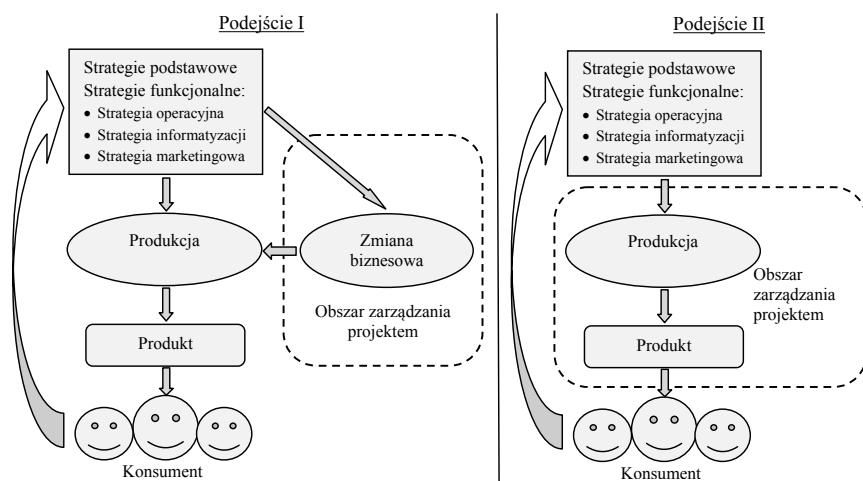 Podejście I
Strategie podstawowe
Strategie funkcjonalne:
• Strategia operacyjna
• Strategia informatyzacji
• Strategia marketingowa
Produkcja
Zmiana
biznesowa
Obszar zarządzania
projektem
Produkt
Konsument
Podejście II
Strategie podstawowe
Strategie funkcjonalne:
• Strategia operacyjna
• Strategia informatyzacji
• Strategia marketingowa
Produkcja
Obszar
zarządzania
projektem
Produkt
Konsument